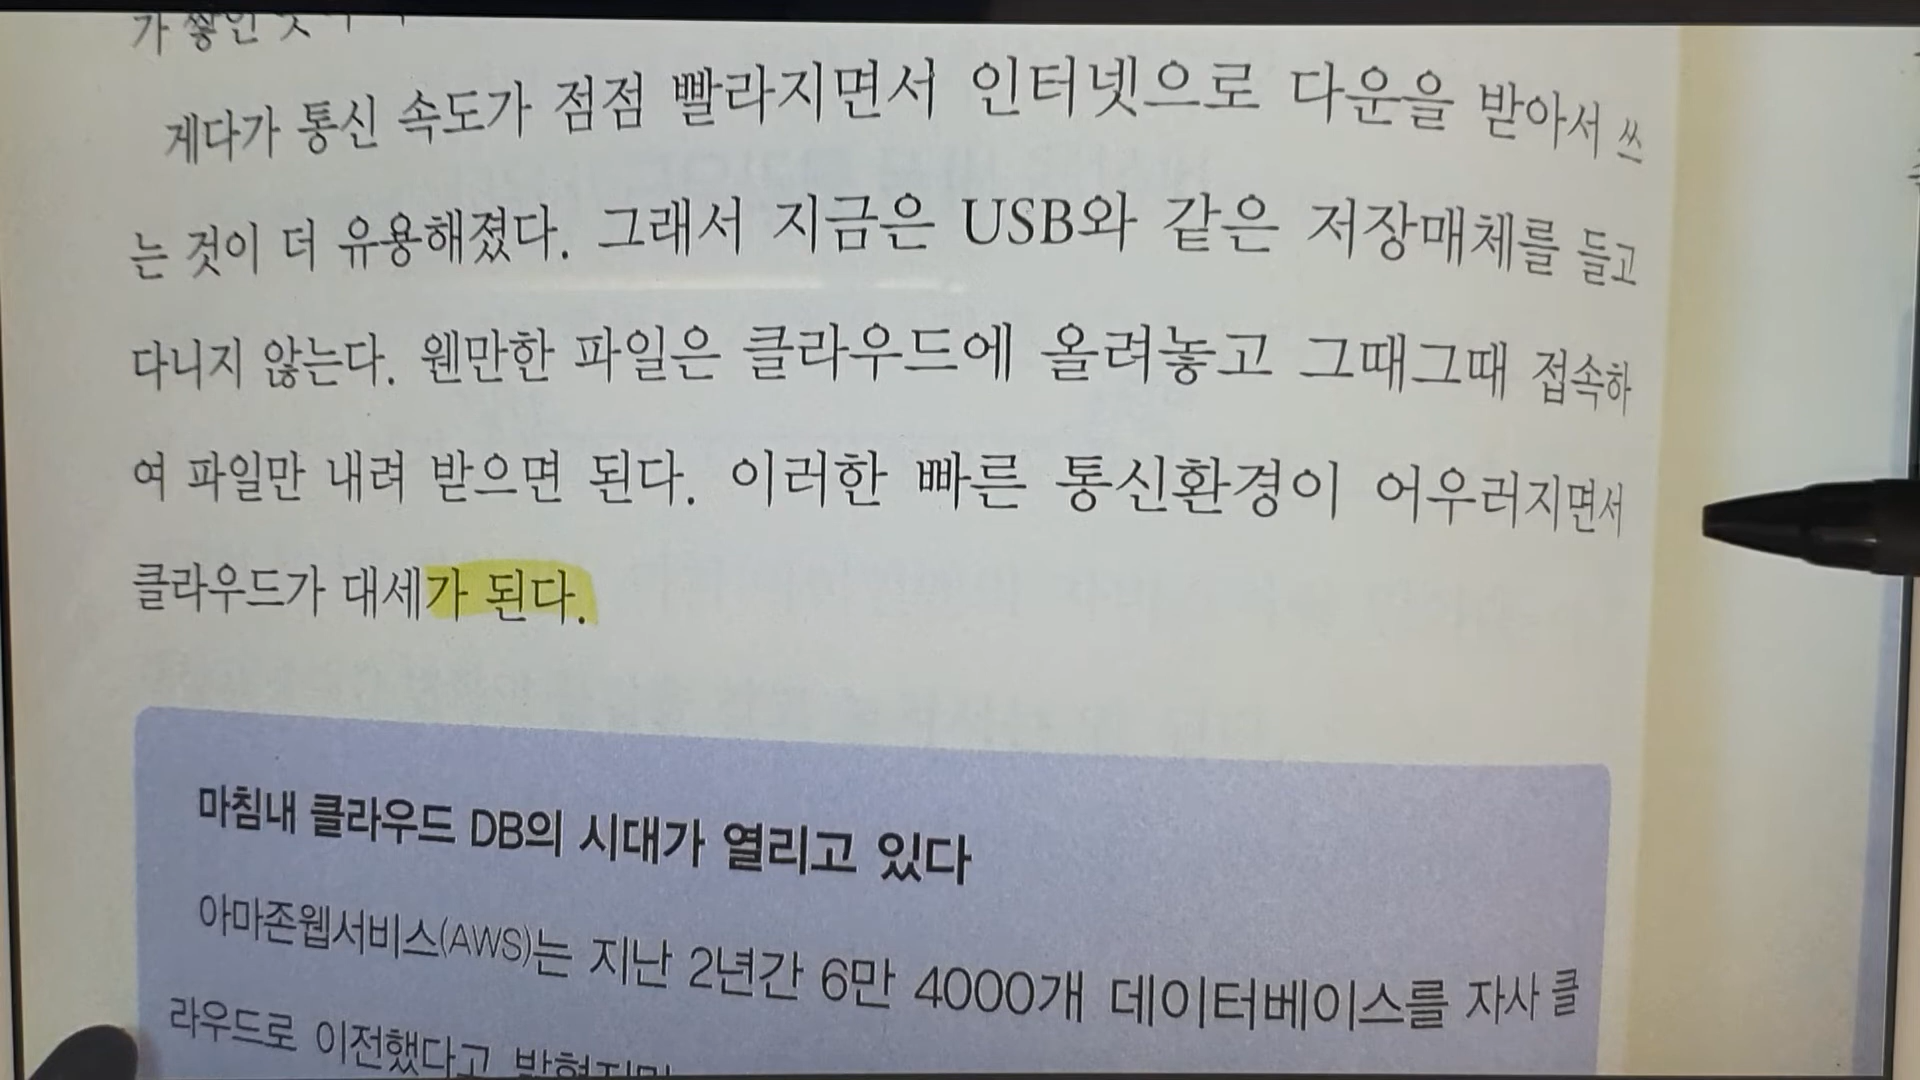 게다가 통신 속도가 점점 빨라지면서 인터넷으로 다운을 받아서 쓰
는 것이 더 유용해졌다. 그래서 지금은 USB와 같은 저장매체를 들고
다니지 않는다. 웬만한 파일은 클라우드에 올려놓고 그때그때 접속하
여 파일만 내려 받으면 된다. 이러한 빠른 통신환경이 어우러지면서
클라우드가 대세가 된다.
마침내 클라우드 DB의 시대가 열리고 있다
아마존웹서비스(AWS)는 지난 2년간 6만 4000개 데이터베이스를 자사 클
라우드로 이전했다고